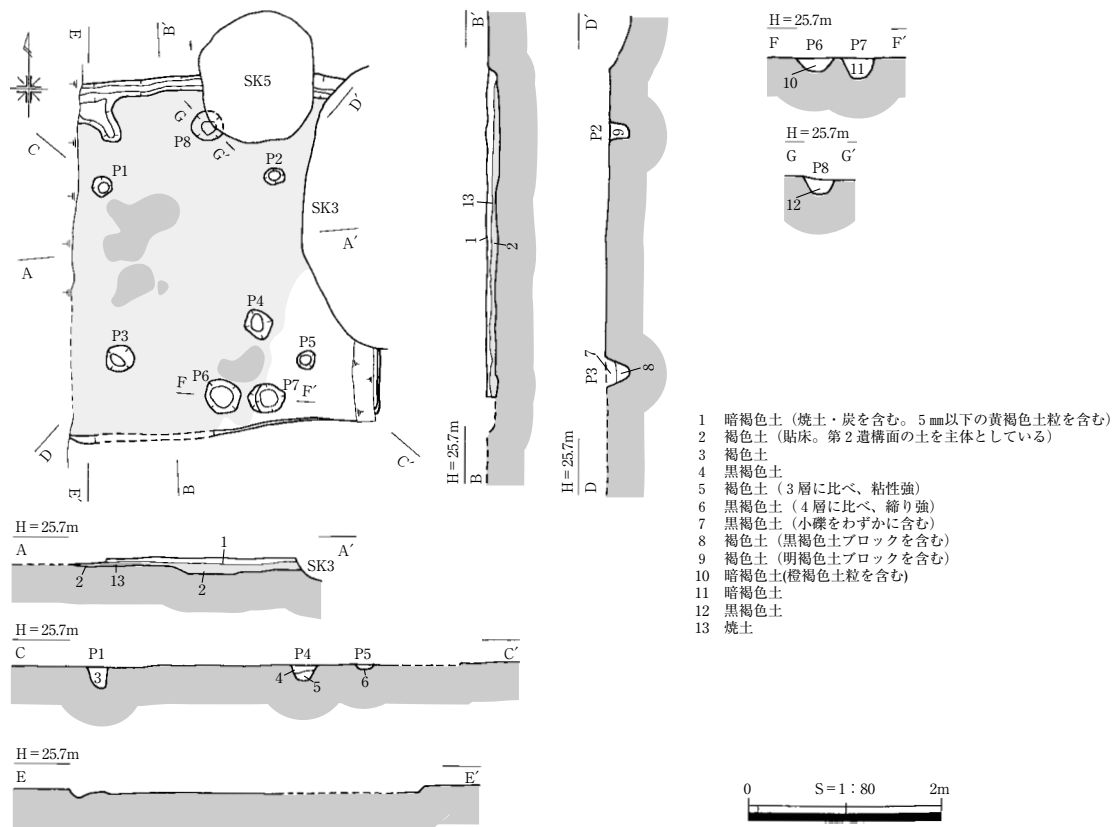 E
B′
SK5
G
D′
P8
G′
C
P1
P2
SK3
A′
A
P4
P3
P5
P6
F
P7
F′
D
C′
E′
B
B′
13
1
2
H＝25.7m
B
D′
P2
9
7
P3
8
H＝25.7m
D
H＝25.7m
F P6 P7 F′
11
10
H＝25.7m
G G′
P8
12
1 暗褐色土（焼土・炭を含む。５㎜以下の黄褐色土粒を含む）
2 褐色土（貼床。第２遺構面の土を主体としている）
3 褐色土
4 黒褐色土
5 褐色土（３層に比べ、粘性強）
6 黒褐色土（４層に比べ、締り強）
7 黒褐色土（小礫をわずかに含む）
8 褐色土（黒褐色土ブロックを含む）
9 褐色土（明褐色土ブロックを含む）
10 暗褐色土(橙褐色土粒を含む)
11 暗褐色土
12 黒褐色土
13 焼土
H＝25.7m
A 1 A′
SK3
2 13 2
H＝25.7m
C P1 P4 P5 C′
3 4 5 6
H＝25.7m
E E′
0 S＝1：80 2m